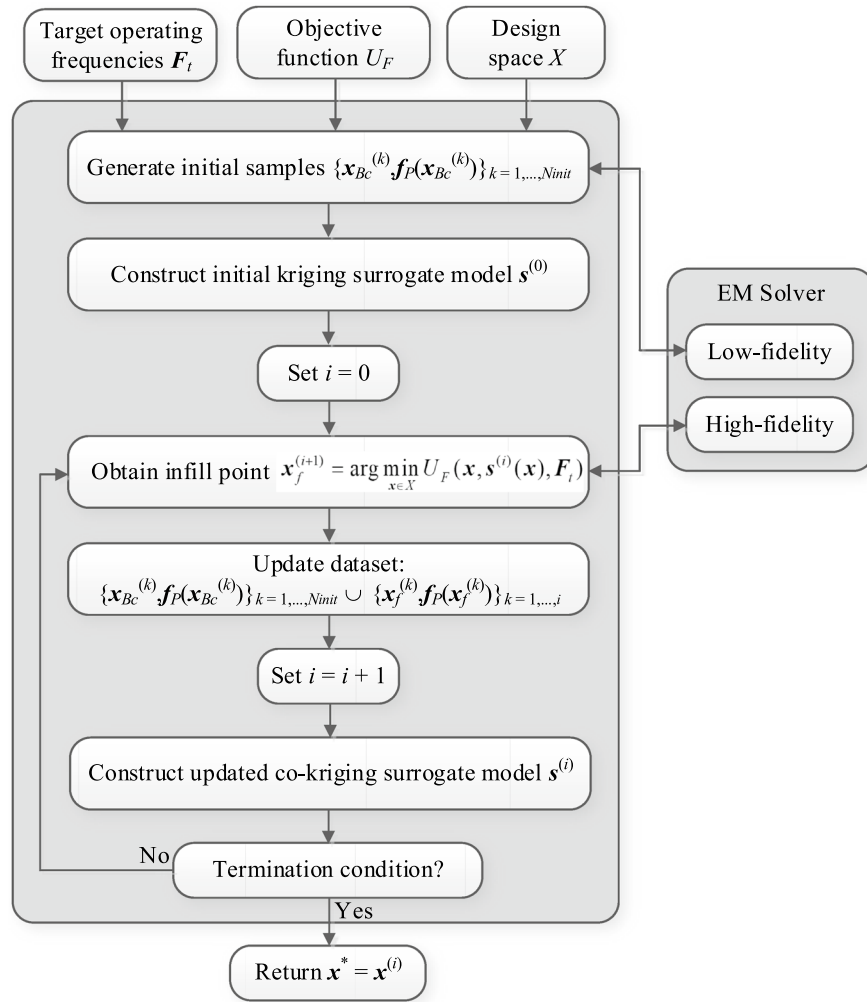 Target operating
frequencies Fₜ
Objective
function U_F
Design
space X
Generate initial samples {x_Bc^(k),f_P(x_Bc^(k))}_k = 1,...,Ninit
Construct initial kriging surrogate model s^(0)
EM Solver
Low-fidelity
Set i = 0
High-fidelity
Obtain infill point x_f^(i+1) = arg min_x∈X U_F(x, s^(i)(x), F_t)
Update dataset:
{x_Bc^(k),f_P(x_Bc^(k))}_k = 1,...,Ninit ∪ {x_f^(k),f_P(x_f^(k))}_k = 1,...,i
Set i = i + 1
Construct updated co-kriging surrogate model s^(i)
No
Termination condition?
Yes
Return x^* = x^(i)